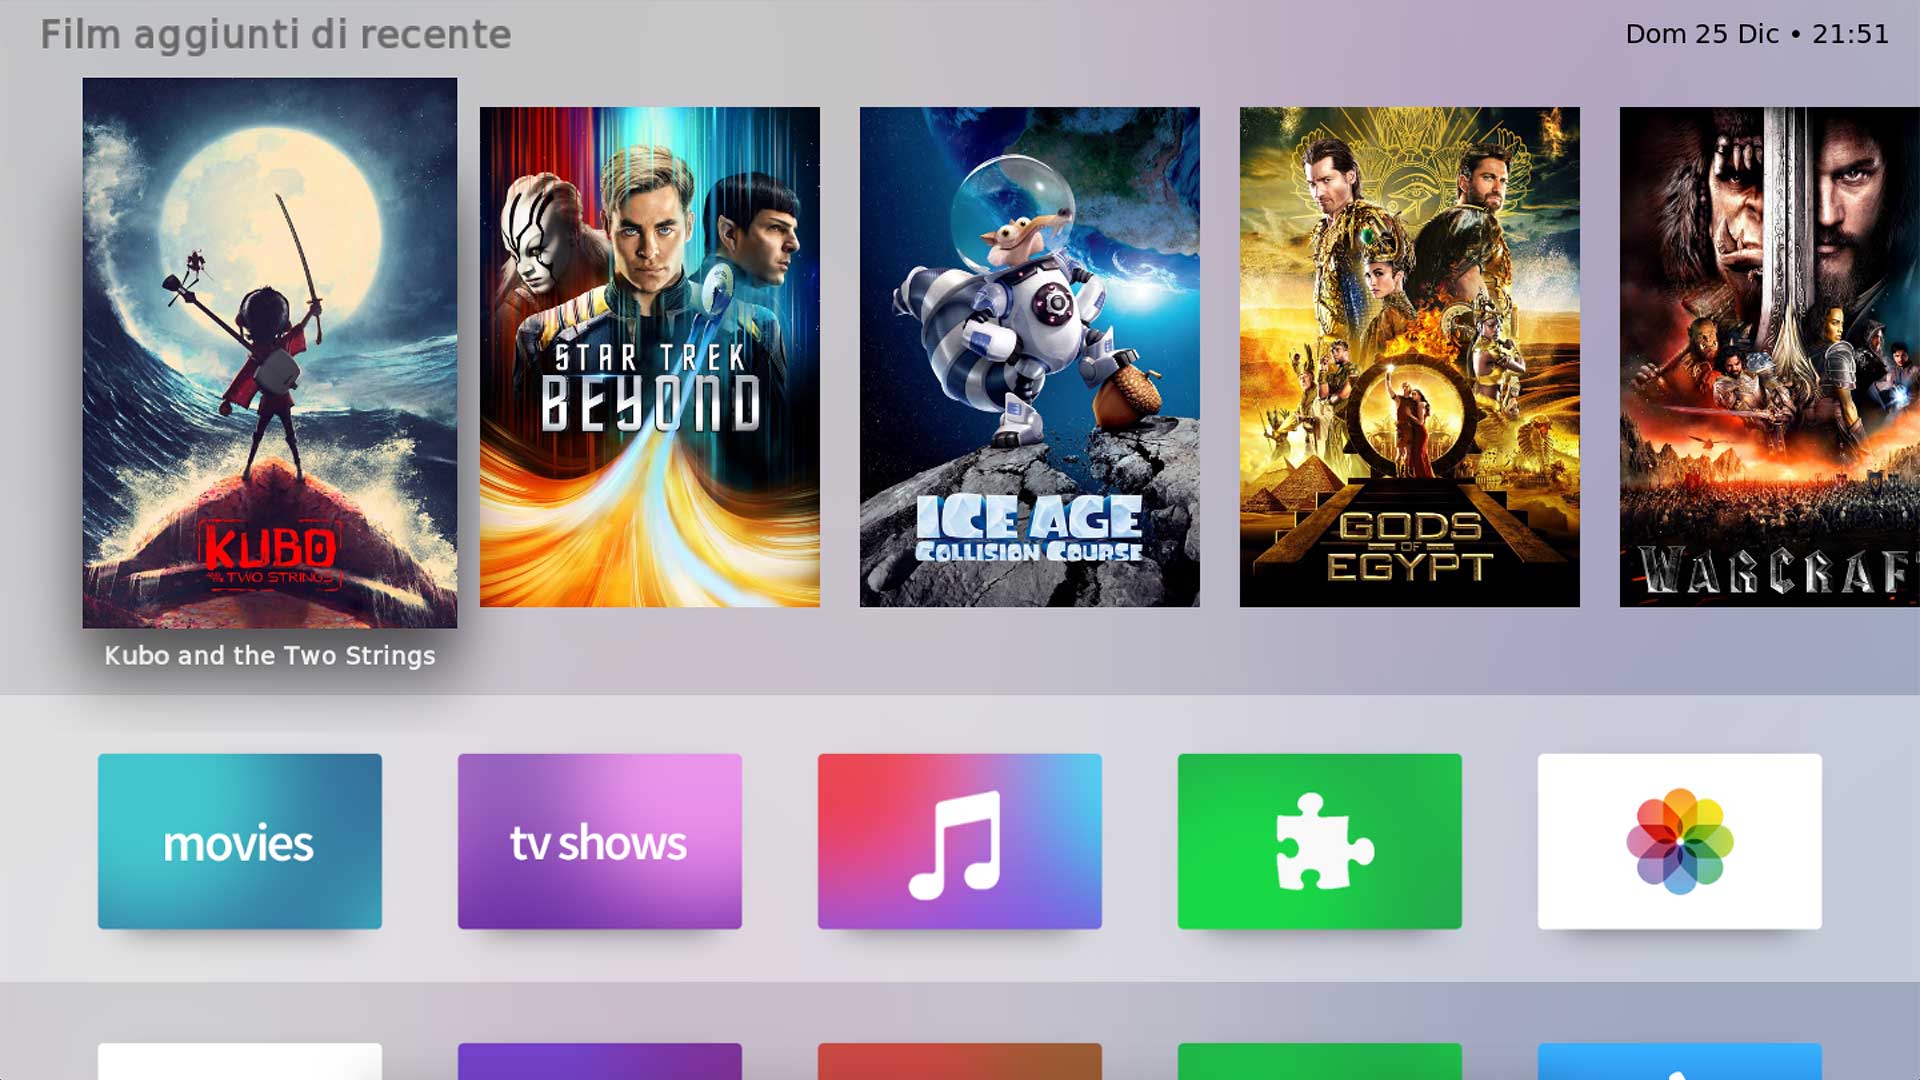 Film aggiunti di recente
Dom 25 Dic • 21:51
KUBO
AND THE TWO STRINGS
STAR TREK
BEYOND
ICE AGE
COLLISION COURSE
GODS
OF
EGYPT
WARCRAF
Kubo and the Two Strings
movies
tv shows